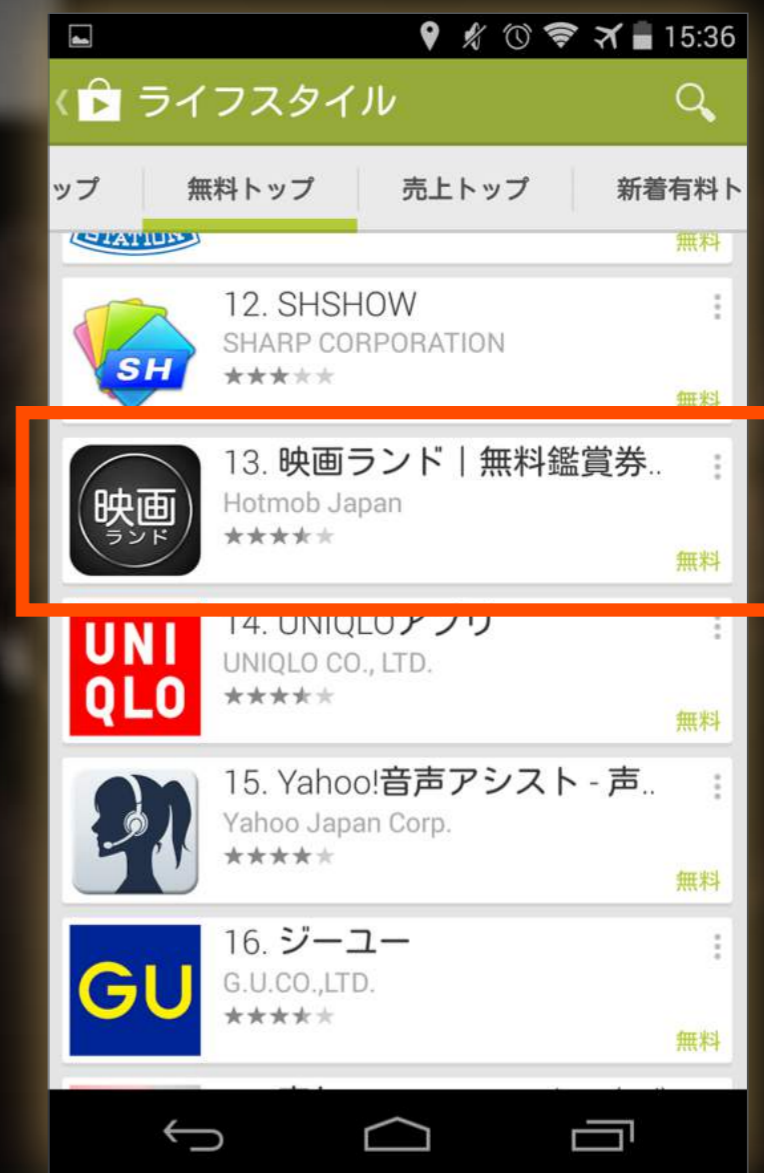 15:36
ライフスタイル
ップ 無料トップ 売上トップ 新着有料ト
STATION
無料
SH
12. SHSHOW
SHARP CORPORATION
無料
映画
ランド
13. 映画ランド | 無料鑑賞券..
Hotmob Japan
無料
UNI
QLO
14. UNIQLOアプリ
UNIQLO CO., LTD.
無料
15. Yahoo!音声アシスト - 声..
Yahoo Japan Corp.
無料
GU
16. ジーユー
G.U.CO.,LTD.
無料